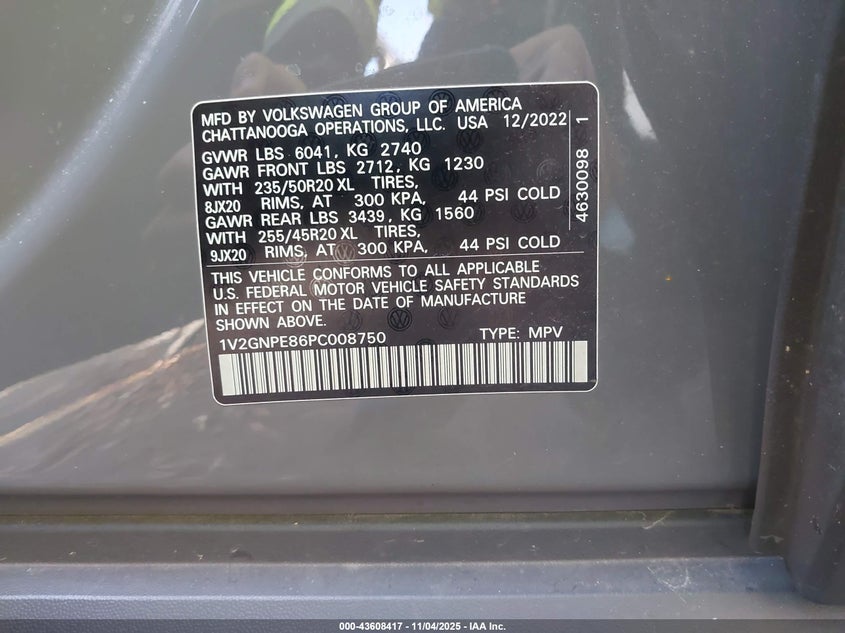 MFD BY VOLKSWAGEN GROUP OF AMERICA
CHATTANOOGA OPERATIONS, LLC. USA 12/2022
GVWR LBS 6041, KG 2740
GAWR FRONT LBS 2712, KG 1230
WITH 235/50R20 XL TIRES,
8JX20 RIMS, AT 300 KPA, 44 PSI COLD
GAWR REAR LBS 3439, KG 1560
WITH 255/45R20 XL TIRES,
9JX20 RIMS, AT 300 KPA, 44 PSI COLD
4630098 1
THIS VEHICLE CONFORMS TO ALL APPLICABLE
U.S. FEDERAL MOTOR VEHICLE SAFETY STANDARDS
IN EFFECT ON THE DATE OF MANUFACTURE
SHOWN ABOVE.
1V2GNPE86PC008750 TYPE: MPV
000-43608417 - 11/04/2025 - IAA Inc.